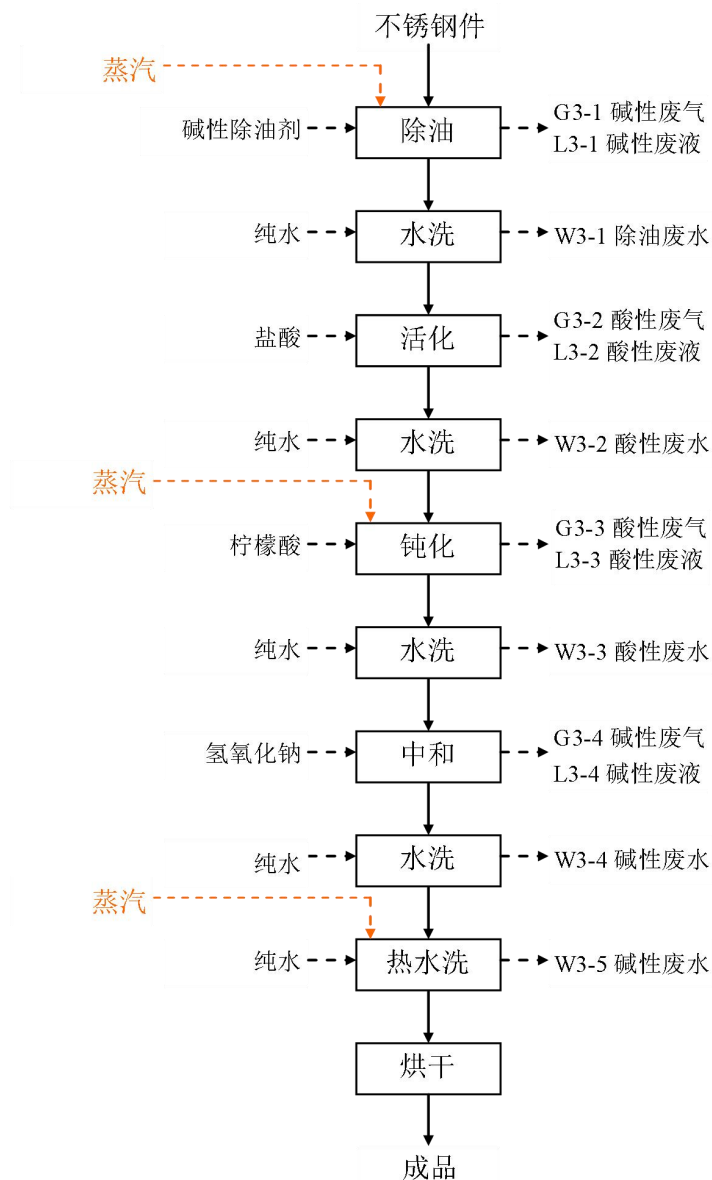 不锈钢件
蒸汽
碱性除油剂
除油
G3-1 碱性废气
L3-1 碱性废液
纯水
水洗
W3-1 除油废水
盐酸
活化
G3-2 酸性废气
L3-2 酸性废液
纯水
水洗
W3-2 酸性废水
蒸汽
柠檬酸
钝化
G3-3 酸性废气
L3-3 酸性废液
纯水
水洗
W3-3 酸性废水
氢氧化钠
中和
G3-4 碱性废气
L3-4 碱性废液
纯水
水洗
W3-4 碱性废水
蒸汽
纯水
热水洗
W3-5 碱性废水
烘干
成品